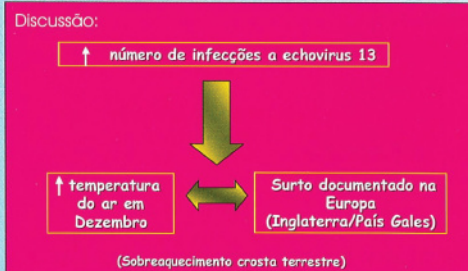 Discussão:
↑ número de infecções a echovirus 13
↑ temperatura
do ar em
Dezembro
Surto documentado na
Europa
(Inglaterra/País Gales)
(Sobreaquecimento crosta terrestre)